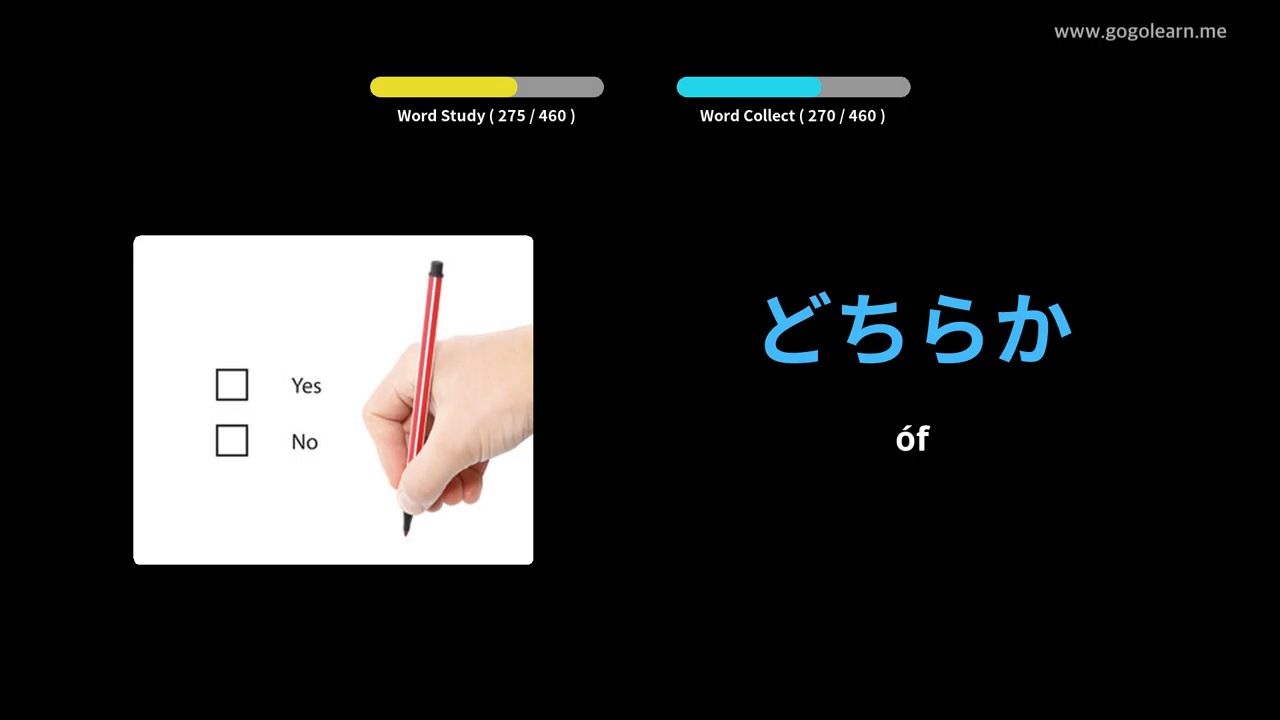 www.gogolearn.me
Word Study ( 275 / 460 )
Word Collect ( 270 / 460 )
Yes
No
どちらか
óf